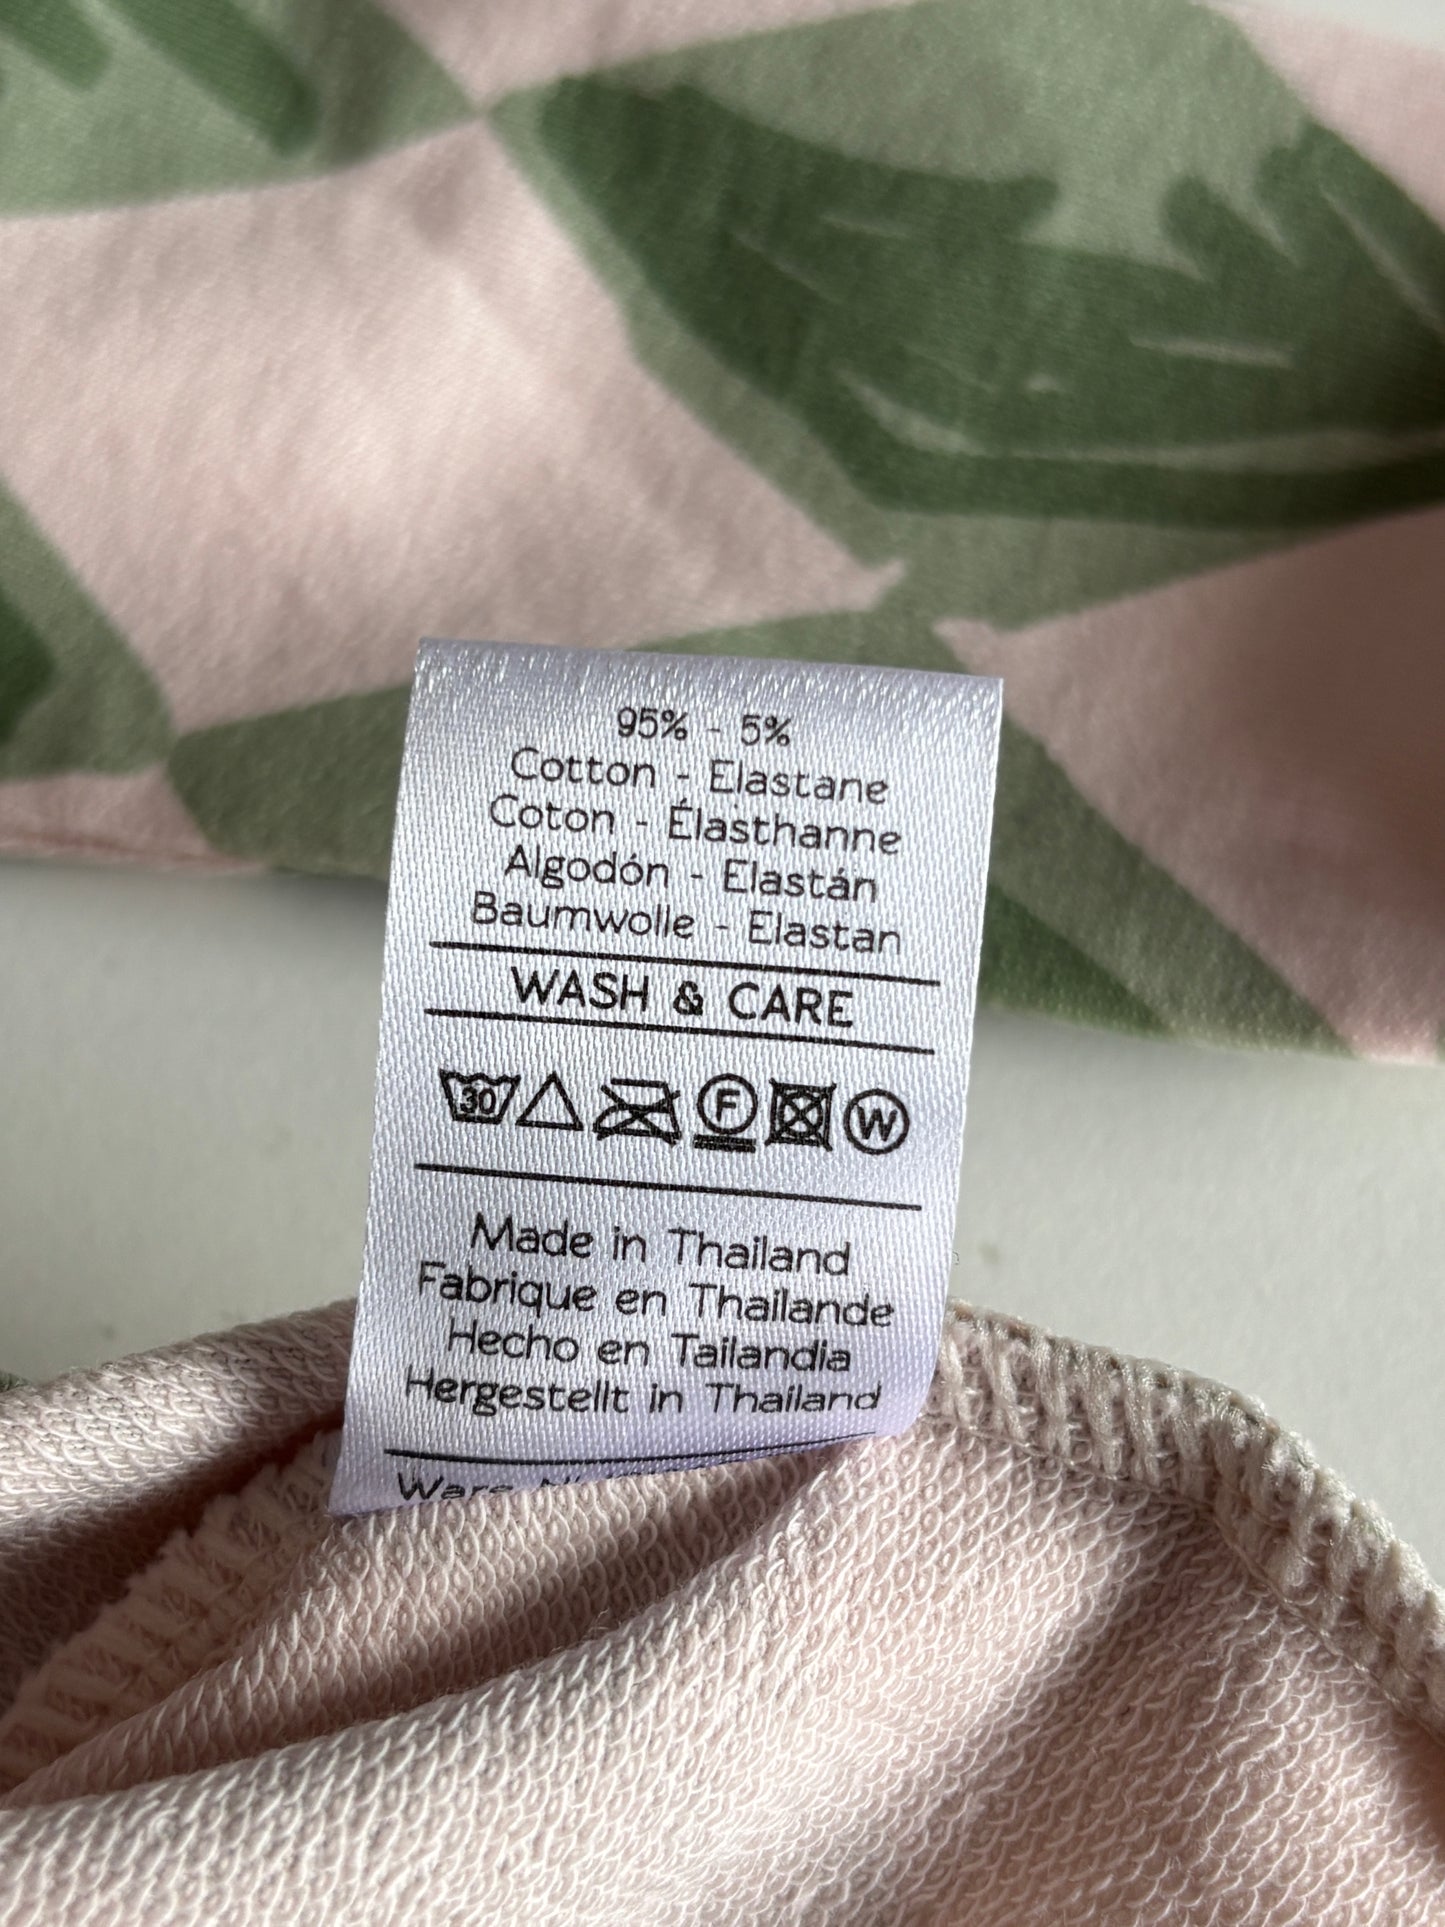 95% - 5%
Cotton - Elastane
Coton - Élasthanne
Algodón - Elastán
Baumwolle - Elastan
WASH & CARE
30 F W
Made in Thailand
Fabrique en Thailande
Hecho en Tailandia
Hergestellt in Thailand